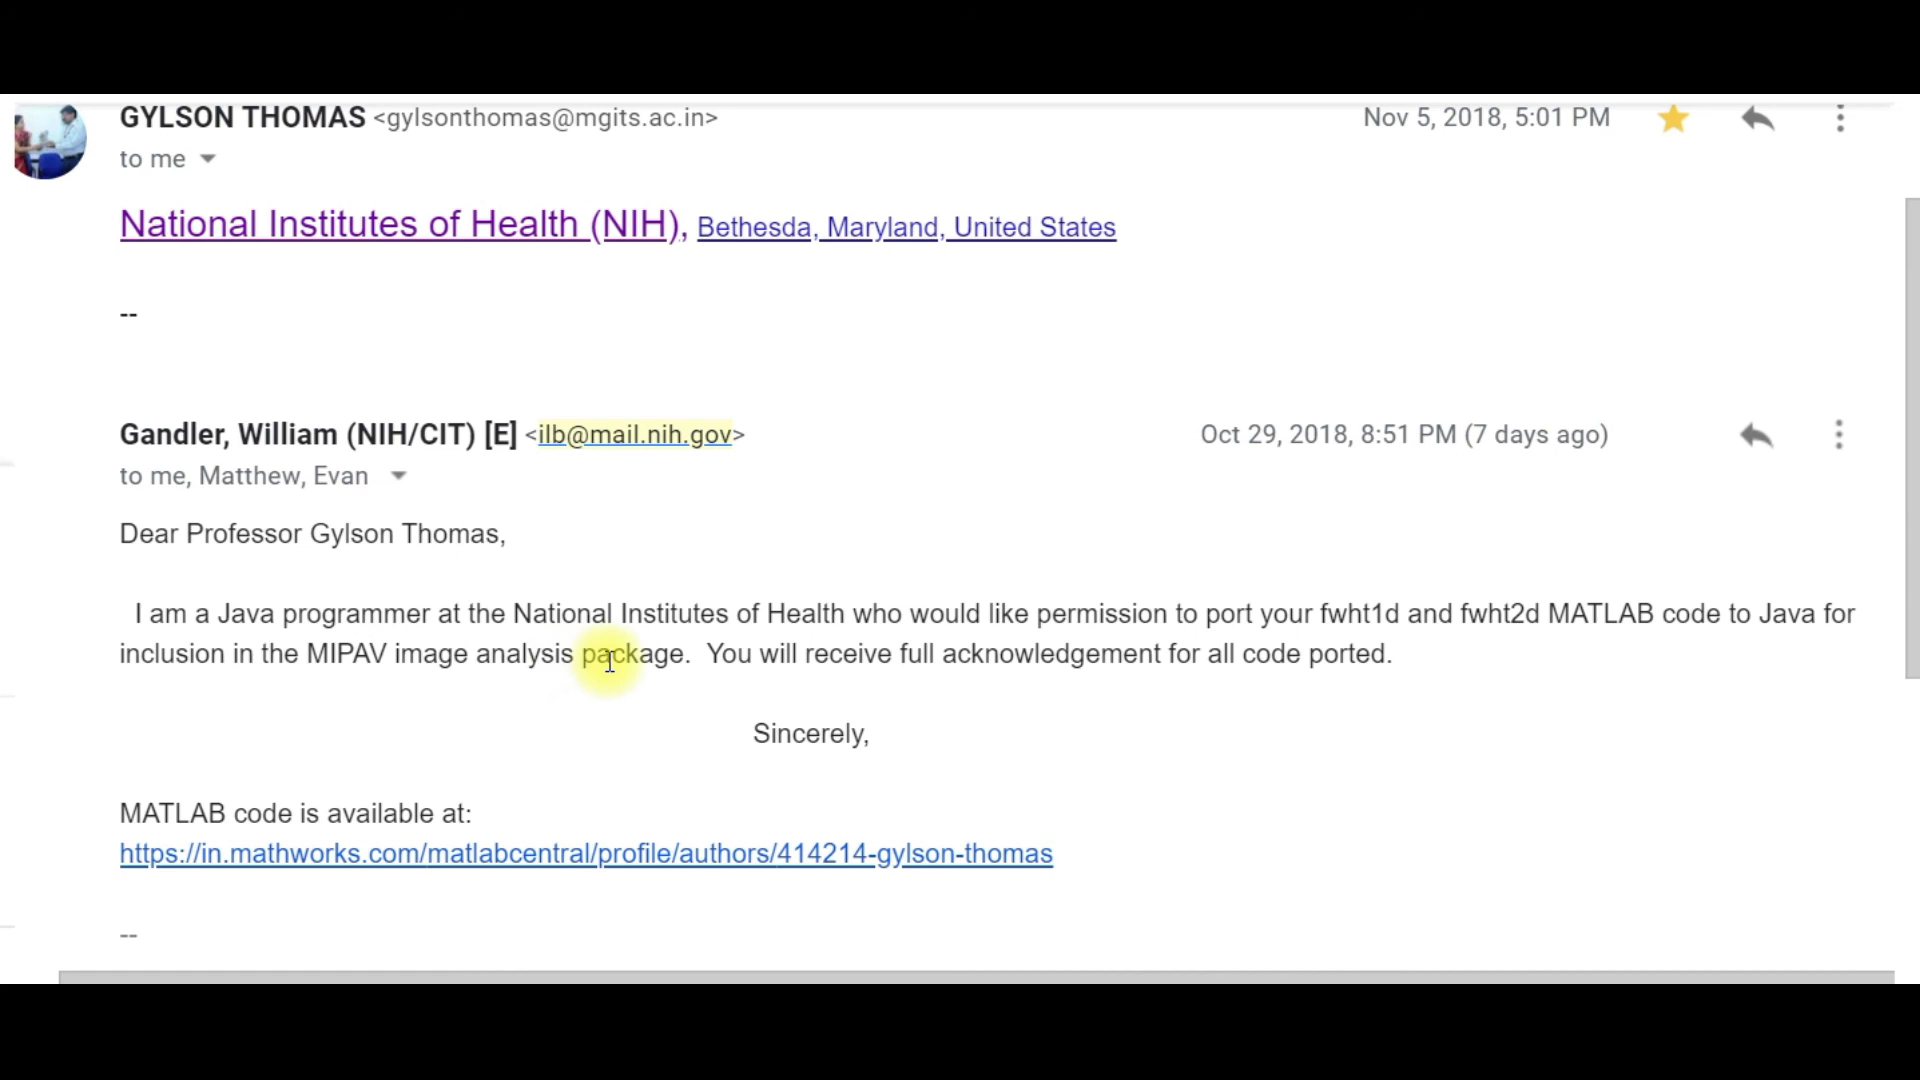 GYLSON THOMAS <gylsonthomas@mgits.ac.in> Nov 5, 2018, 5:01 PM
to me
National Institutes of Health (NIH), Bethesda, Maryland, United States
--
Gandler, William (NIH/CIT) [E] <ilb@mail.nih.gov> Oct 29, 2018, 8:51 PM (7 days ago)
to me, Matthew, Evan
Dear Professor Gylson Thomas,
I am a Java programmer at the National Institutes of Health who would like permission to port your fwht1d and fwht2d MATLAB code to Java for
inclusion in the MIPAV image analysis package.  You will receive full acknowledgement for all code ported.
Sincerely,
MATLAB code is available at:
https://in.mathworks.com/matlabcentral/profile/authors/414214-gylson-thomas
--